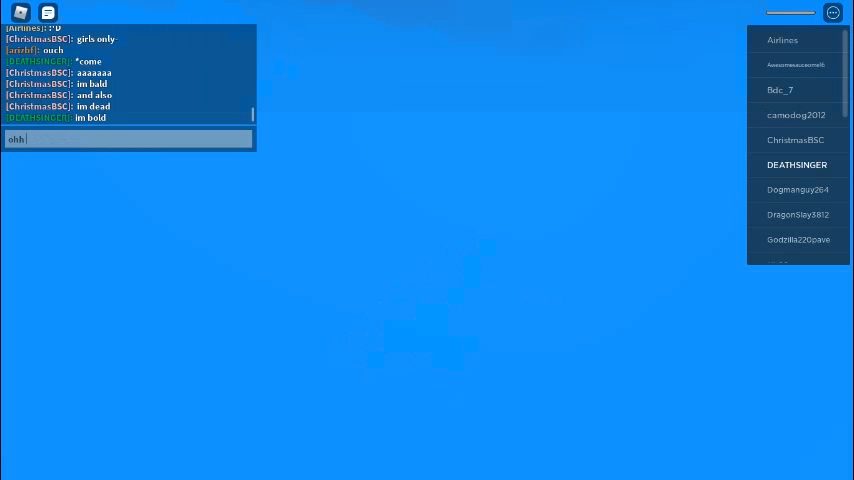 [Airlines]: :'D
[ChristmasBSC]: girls only-
[arizbf]: ouch
[DEATHSINGER]: *come
[ChristmasBSC]: aaaaaaa
[ChristmasBSC]: im bald
[ChristmasBSC]: and also
[ChristmasBSC]: im dead
[DEATHSINGER]: im bold
ohh
Airlines
Bdc_7
camodog2012
ChristmasBSC
DEATHSINGER
Dogmanguy264
DragonSlay3812
Godzilla220pave